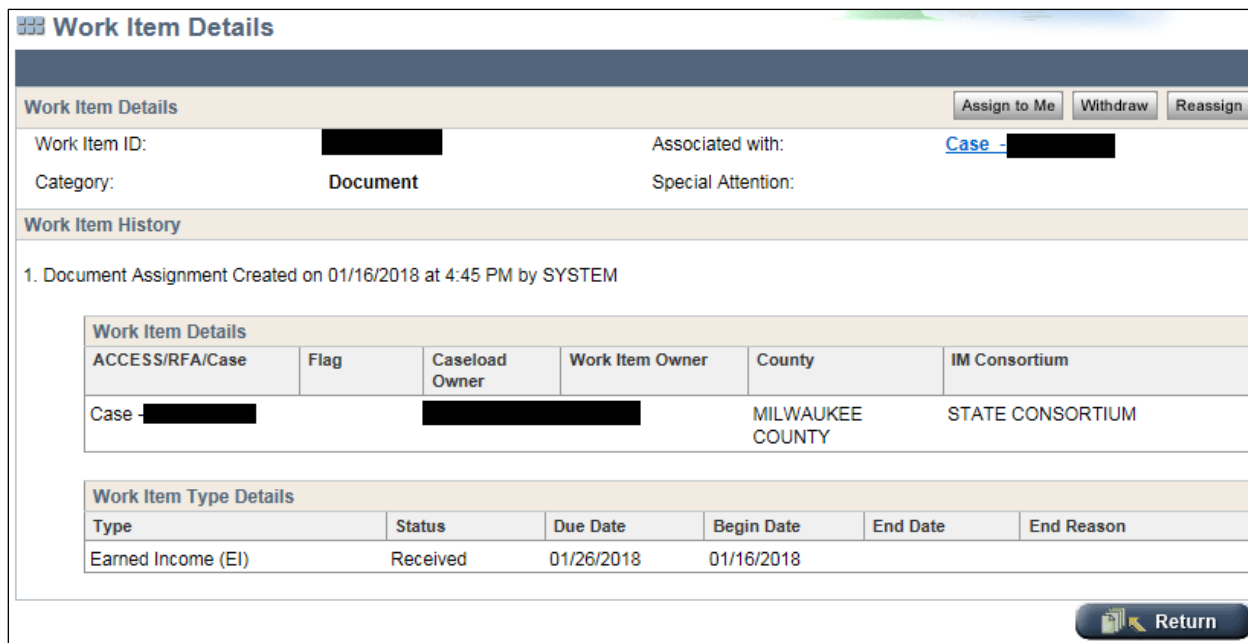 Work Item Details
Work Item Details Assign to Me Withdraw Reassign
Work Item ID: Associated with: Case -
Category: Document Special Attention:
Work Item History
1. Document Assignment Created on 01/16/2018 at 4:45 PM by SYSTEM
Work Item Details
ACCESS/RFA/Case Flag Caseload Owner Work Item Owner County IM Consortium
Case - MILWAUKEE COUNTY STATE CONSORTIUM
Work Item Type Details
Type Status Due Date Begin Date End Date End Reason
Earned Income (EI) Received 01/26/2018 01/16/2018
Return